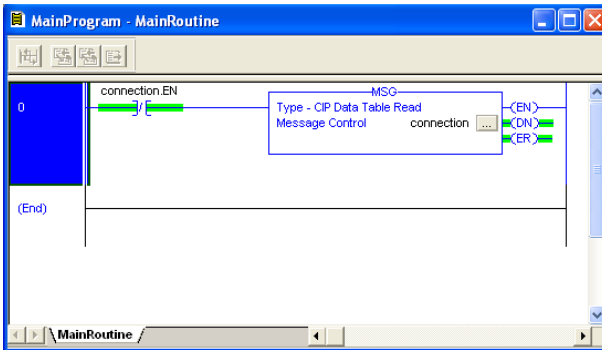 MainProgram - MainRoutine
connection.EN
MSG
0
Type - CIP Data Table Read
(EN)
Message Control connection ...
(DN)
(ER)
(End)
MainRoutine